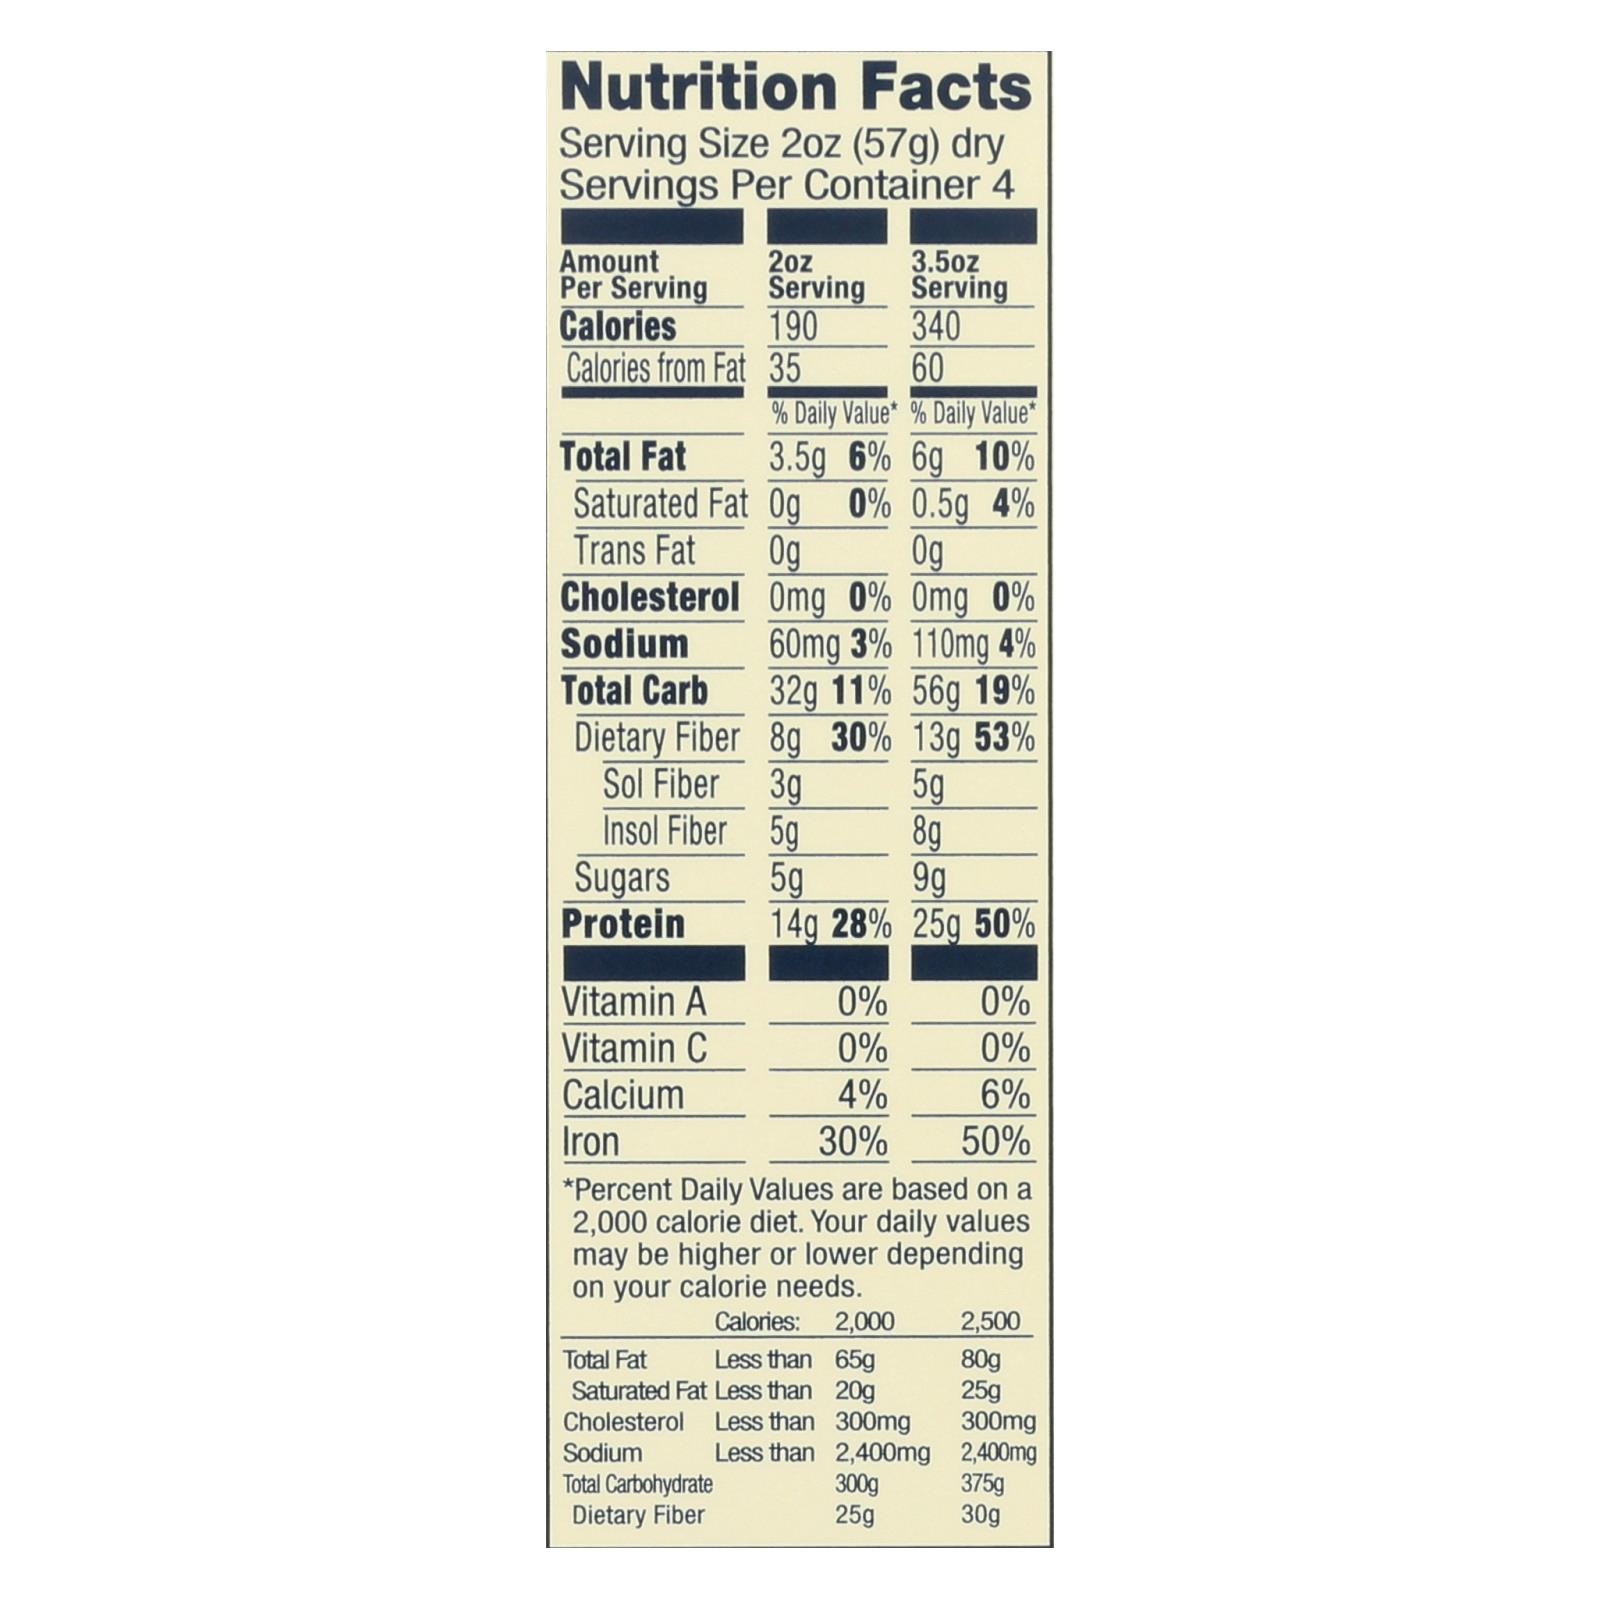 Nutrition Facts
Serving Size 2oz (57g) dry
Servings Per Container 4
Amount Per Serving 2oz Serving 3.5oz Serving
Calories 190 340
Calories from Fat 35 60
% Daily Value* % Daily Value*
Total Fat 3.5g 6% 6g 10%
Saturated Fat 0g 0% 0.5g 4%
Trans Fat 0g 0g
Cholesterol 0mg 0% 0mg 0%
Sodium 60mg 3% 110mg 4%
Total Carb 32g 11% 56g 19%
Dietary Fiber 8g 30% 13g 53%
Sol Fiber 3g 5g
Insol Fiber 5g 8g
Sugars 5g 9g
Protein 14g 28% 25g 50%
Vitamin A 0% 0%
Vitamin C 0% 0%
Calcium 4% 6%
Iron 30% 50%
*Percent Daily Values are based on a
2,000 calorie diet. Your daily values
may be higher or lower depending
on your calorie needs.
Calories: 2,000 2,500
Total Fat Less than 65g 80g
Saturated Fat Less than 20g 25g
Cholesterol Less than 300mg 300mg
Sodium Less than 2,400mg 2,400mg
Total Carbohydrate 300g 375g
Dietary Fiber 25g 30g